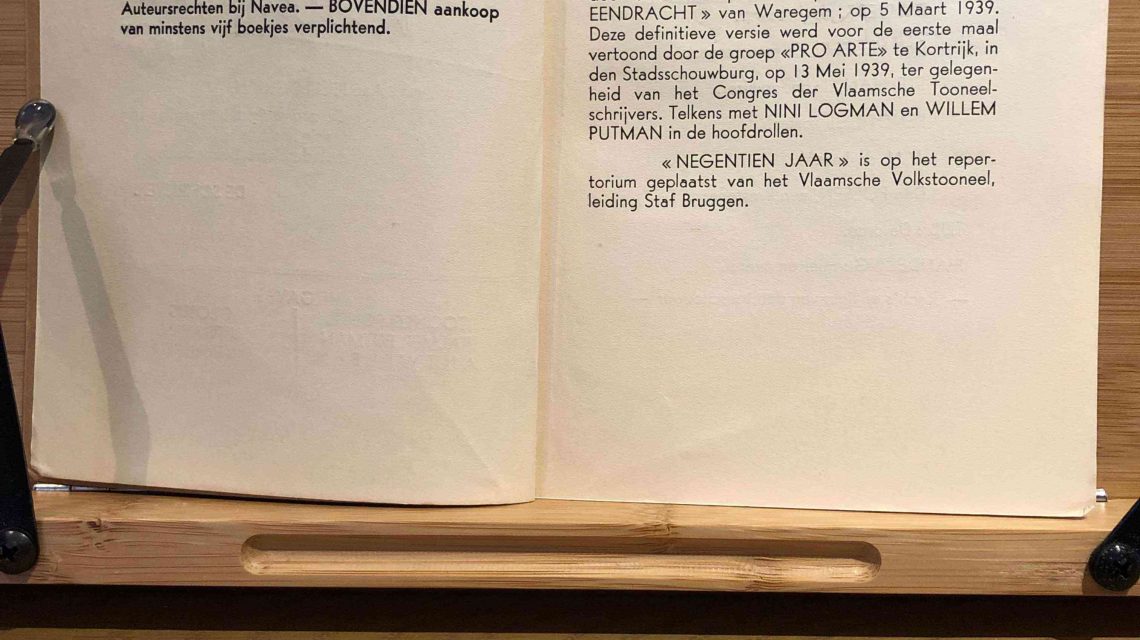 Auteursrechten bij Navea. — BOVENDIEN aankoop
van minstens vijf boekjes verplichtend.
EENDRACHT » van Waregem ; op 5 Maart 1939.
Deze definitieve versie werd voor de eerste maal
vertoond door de groep «PRO ARTE» te Kortrijk, in
den Stadsschouwburg, op 13 Mei 1939, ter gelegen-
heid van het Congres der Vlaamsche Tooneel-
schrijvers. Telkens met NINI LOGMAN en WILLEM
PUTMAN in de hoofdrollen.
« NEGENTIEN JAAR » is op het reper-
torium geplaatst van het Vlaamsche Volkstooneel,
leiding Staf Bruggen.